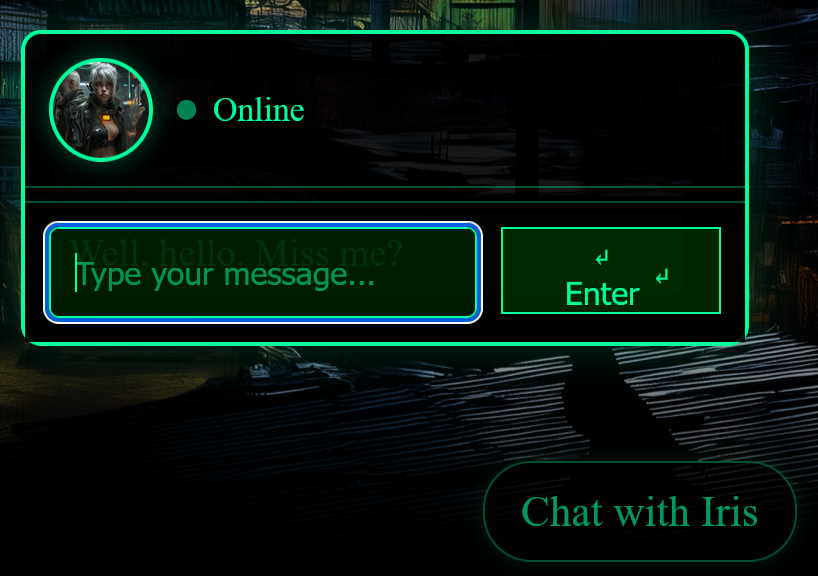 Online
Well, hello. Miss me?
Type your message...
↵
Enter ↵
Chat with Iris